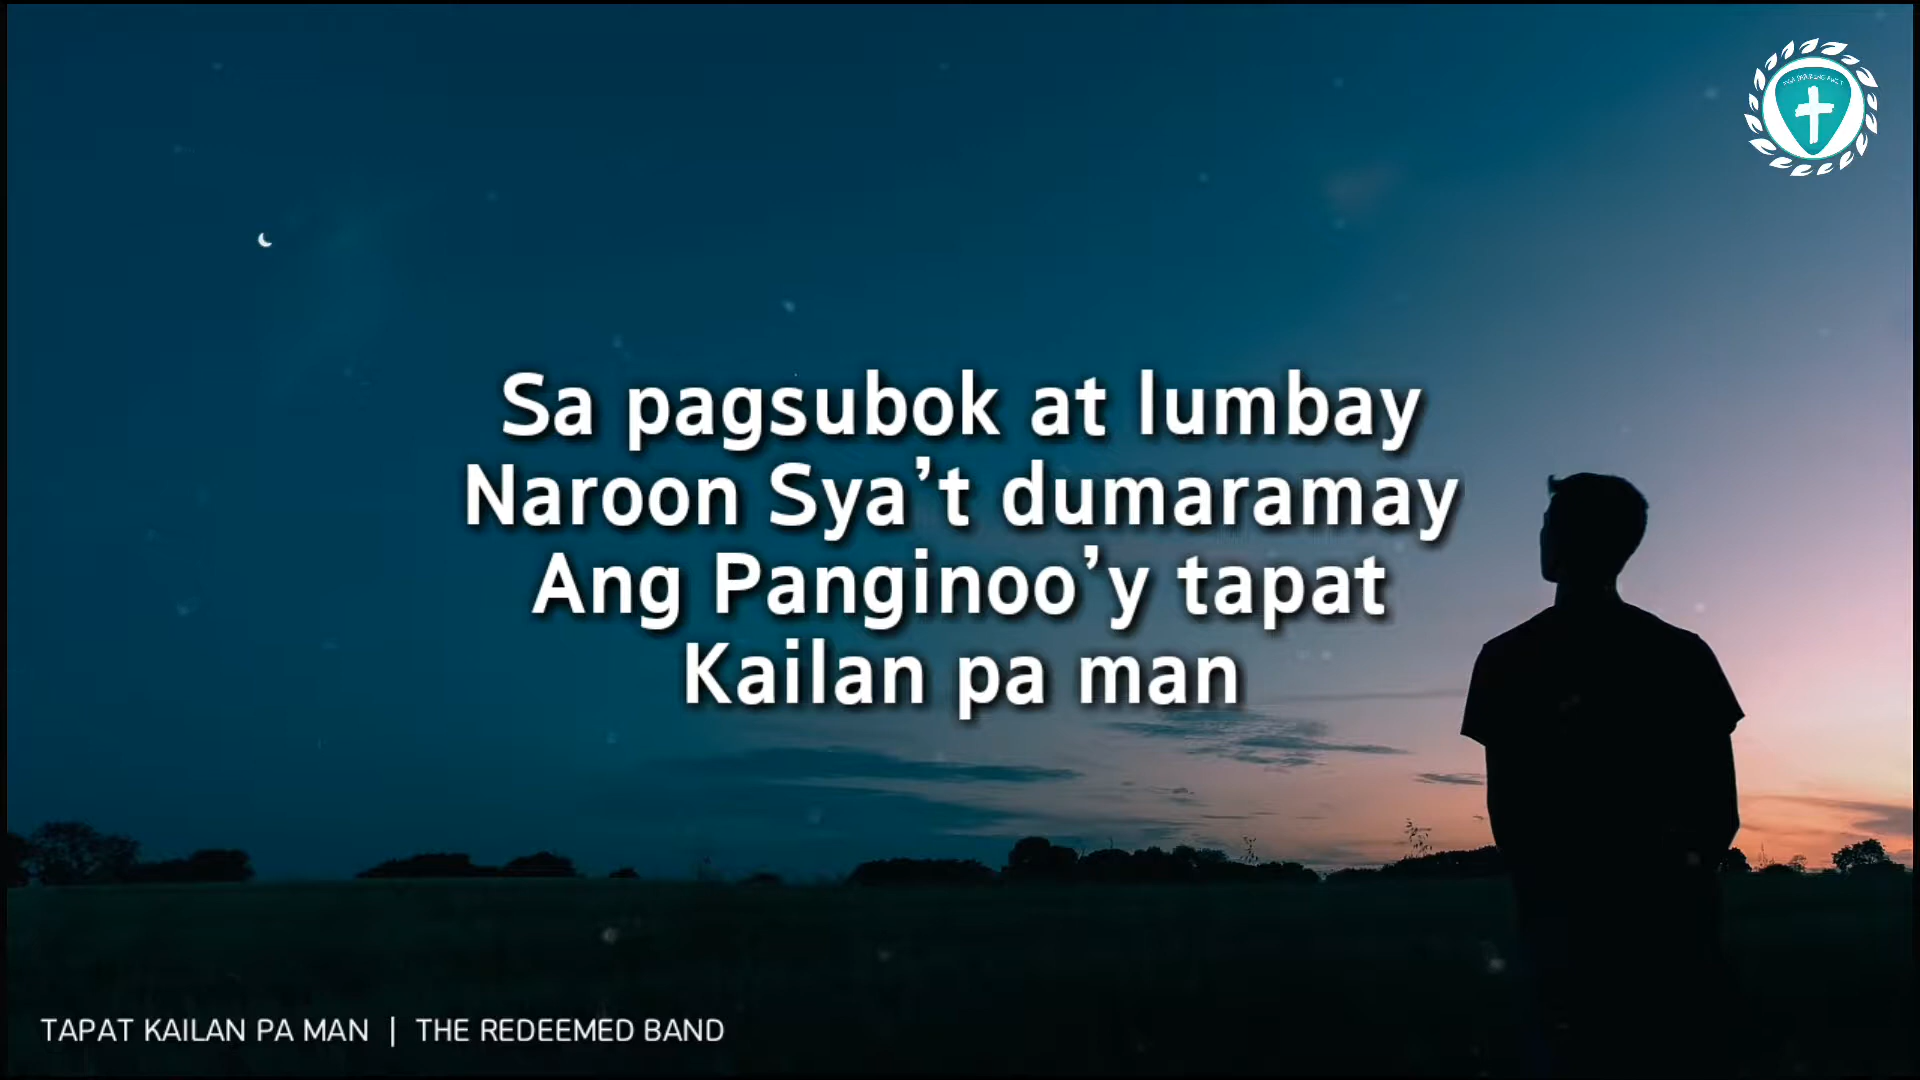 Sa pagsubok at lumbay
Naroon Sya’t dumaramay
Ang Panginoo’y tapat
Kailan pa man
TAPAT KAILAN PA MAN | THE REDEEMED BAND